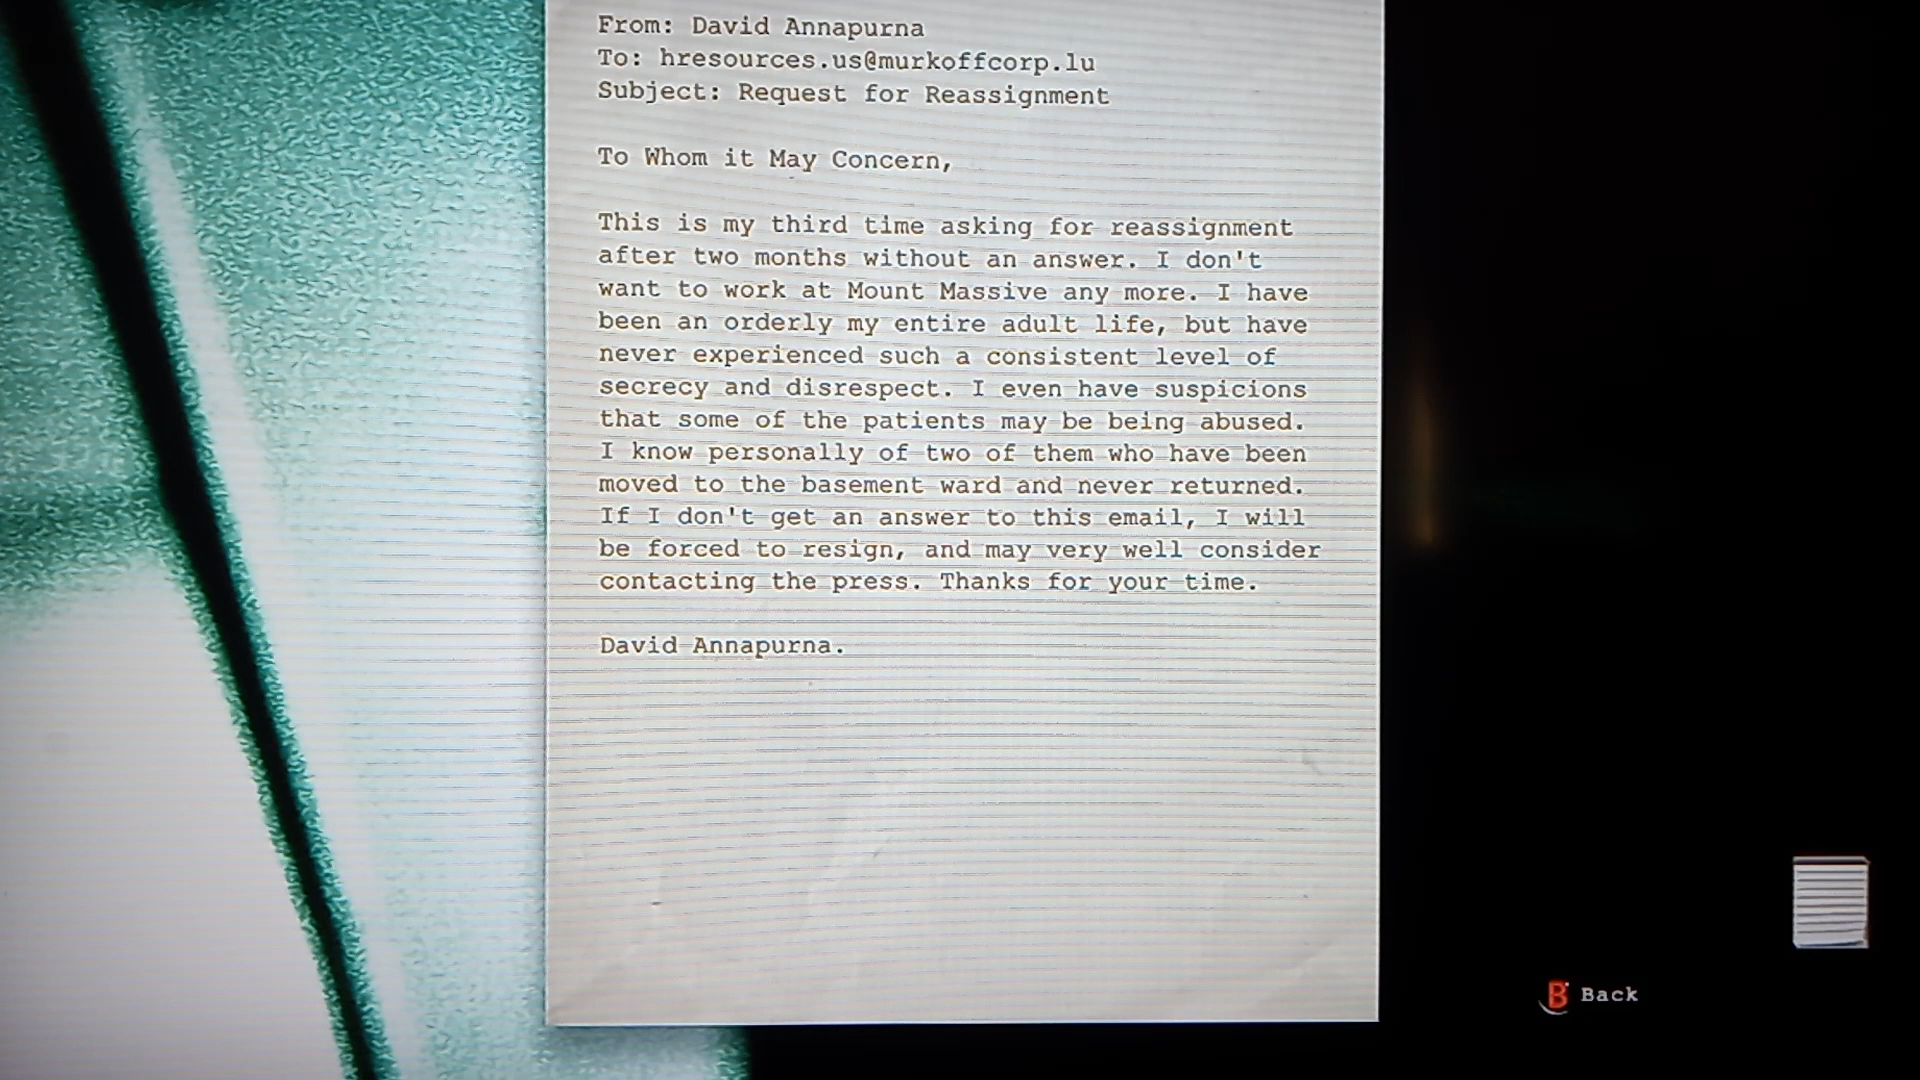 From: David Annapurna
To: hresources.us@murkoffcorp.lu
Subject: Request for Reassignment
To Whom it May Concern,
This is my third time asking for reassignment
after two months without an answer. I don't
want to work at Mount Massive any more. I have
been an orderly my entire adult life, but have
never experienced such a consistent level of
secrecy and disrespect. I even have suspicions
that some of the patients may be being abused.
I know personally of two of them who have been
moved to the basement ward and never returned.
If I don't get an answer to this email, I will
be forced to resign, and may very well consider
contacting the press. Thanks for your time.
David Annapurna.
B Back